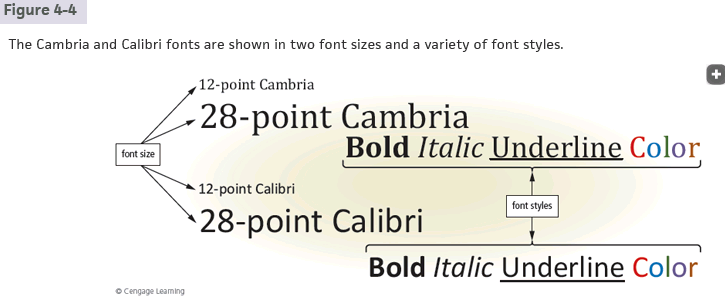 Figure 4-4
The Cambria and Calibri fonts are shown in two font sizes and a variety of font styles.
+
12-point Cambria
28-point Cambria
Bold Italic Underline Color
font size
12-point Calibri
font styles
28-point Calibri
Bold Italic Underline Color
© Cengage Learning